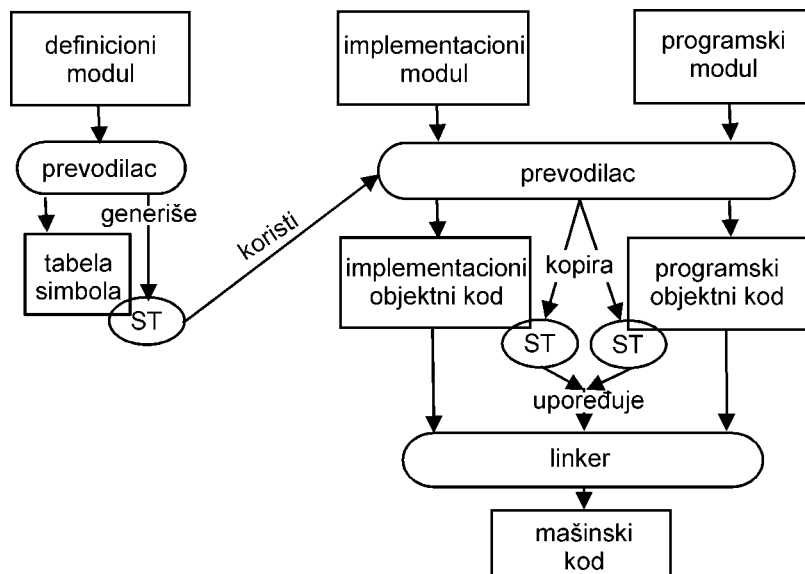 definicioni
modul
implementacioni
modul
programski
modul
prevodilac
prevodilac
generiše
koristi
tabela
simbola
ST
implementacioni
objektni kod
kopira
programski
objektni kod
ST
ST
upoređuje
linker
mašinski
kod